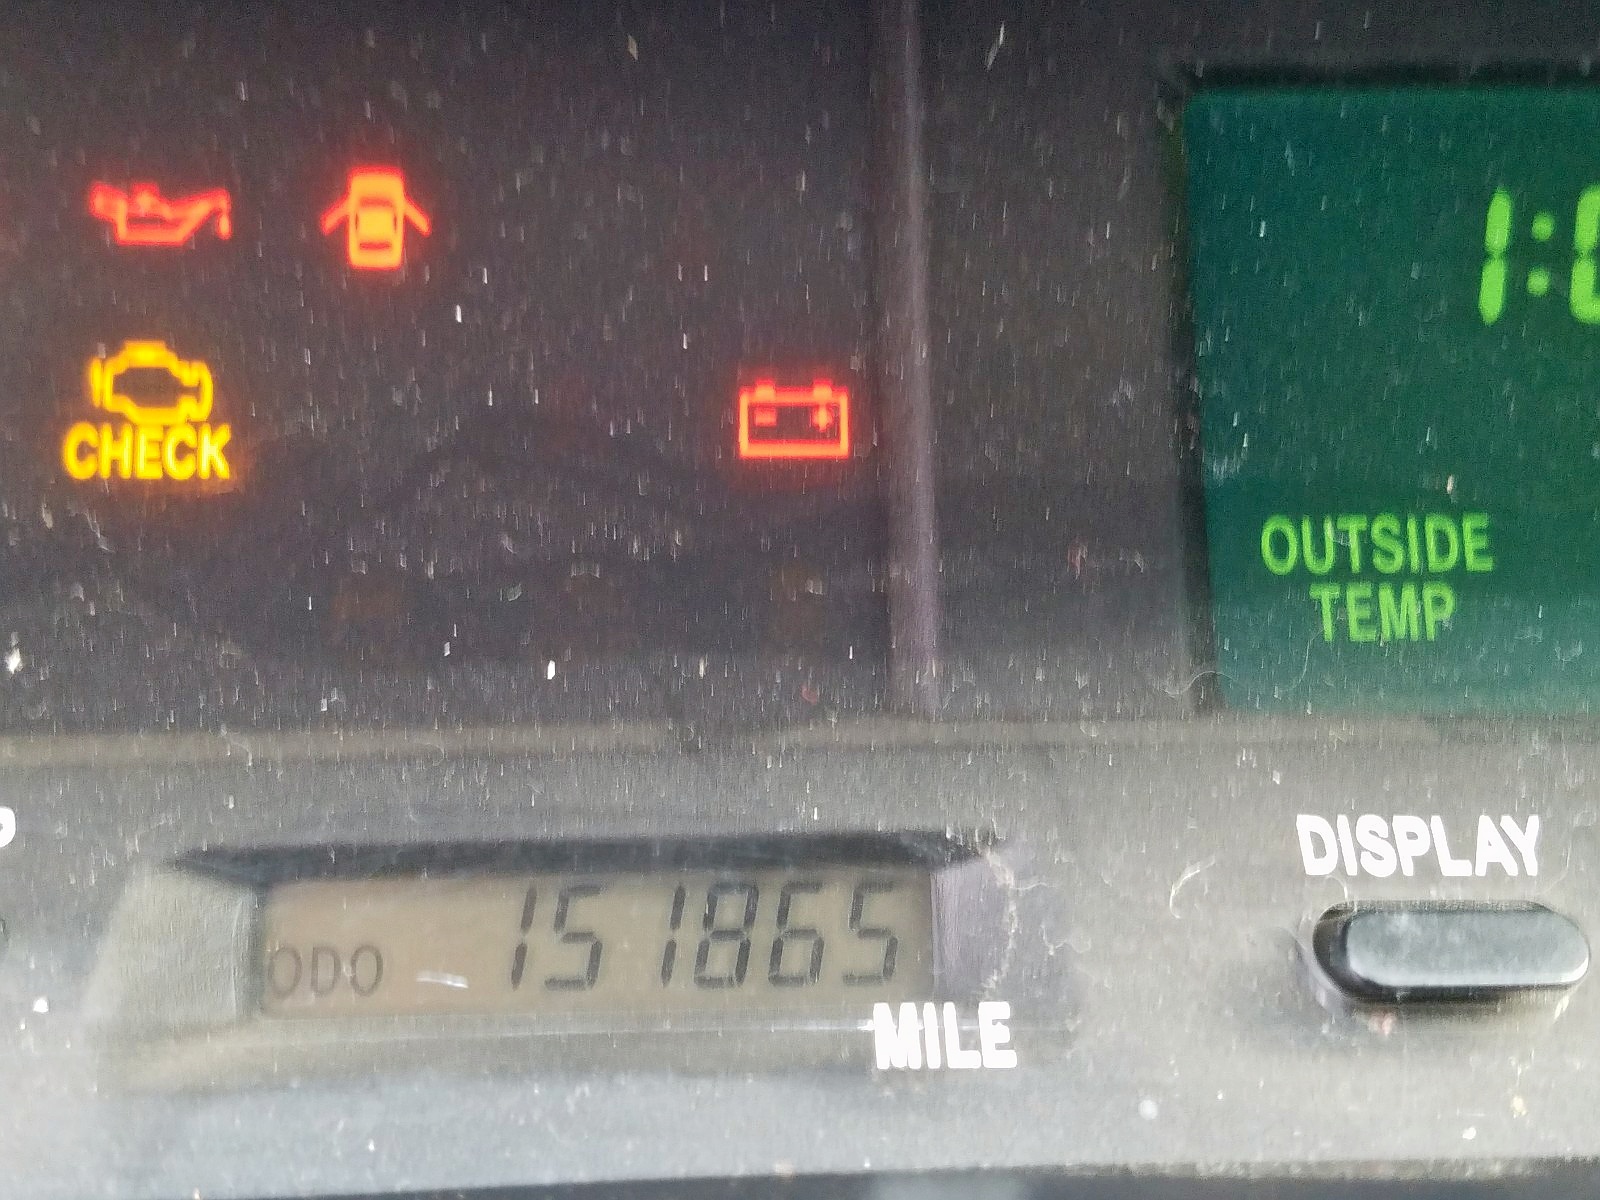 CHECK
OUTSIDE
TEMP
ODO 151865
MILE
DISPLAY